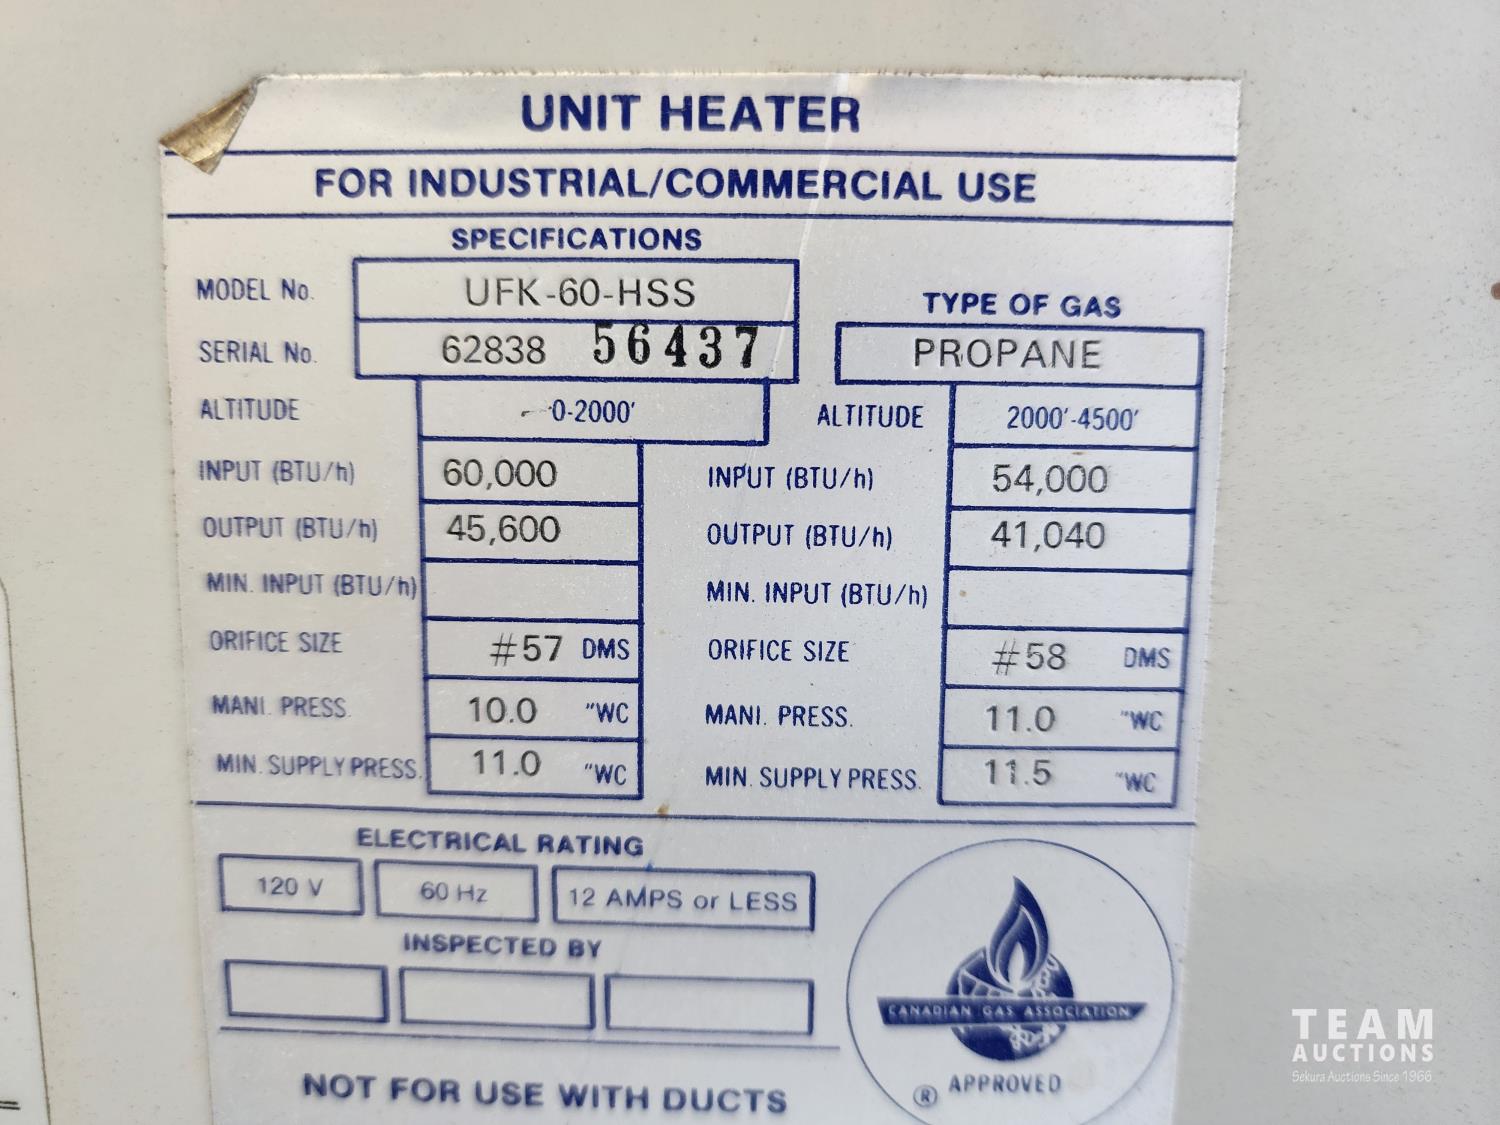 UNIT HEATER
FOR INDUSTRIAL/COMMERCIAL USE
SPECIFICATIONS
MODEL No. UFK-60-HSS
TYPE OF GAS
SERIAL No. 62838 56437
PROPANE
ALTITUDE 0-2000' ALTITUDE 2000'-4500'
INPUT (BTU/h) 60,000 INPUT (BTU/h) 54,000
OUTPUT (BTU/h) 45,600 OUTPUT (BTU/h) 41,040
MIN. INPUT (BTU/h) MIN. INPUT (BTU/h)
ORIFICE SIZE #57 DMS ORIFICE SIZE #58 DMS
MANI. PRESS. 10.0 "WC MANI. PRESS. 11.0 "WC
MIN. SUPPLY PRESS. 11.0 "WC MIN. SUPPLY PRESS. 11.5 "WC
ELECTRICAL RATING
120 V 60 Hz 12 AMPS or LESS
INSPECTED BY
CANADIAN GAS ASSOCIATION
® APPROVED
NOT FOR USE WITH DUCTS
TEAM
AUCTIONS
Sekura Auctions Since 1966